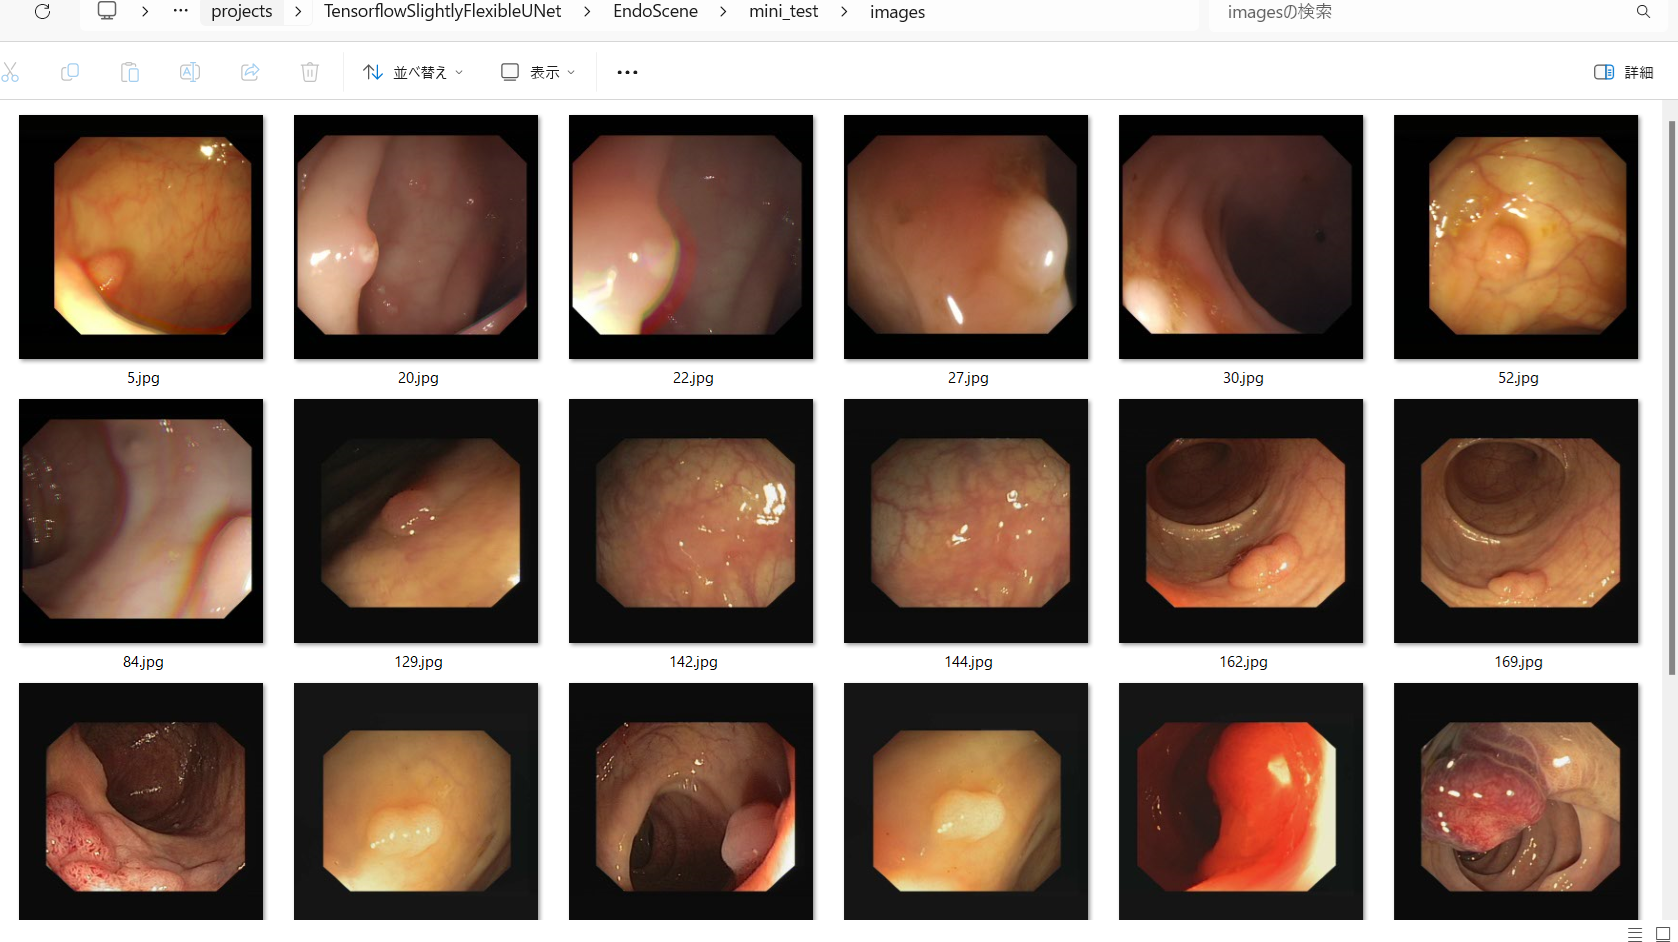 projects > TensorflowSlightlyFlexibleUNet > EndoScene > mini_test > images
imagesの検索
並べ替え 表示 詳細
5.jpg 20.jpg 22.jpg 27.jpg 30.jpg 52.jpg
84.jpg 129.jpg 142.jpg 144.jpg 162.jpg 169.jpg